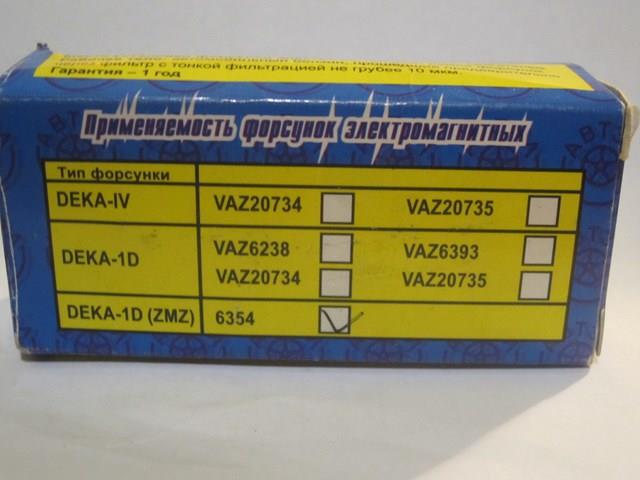 фильтр с тонкой фильтрацией не грубее 10 мкм.
Гарантия – 1 год
Применяемость форсунок электромагнитных
Тип форсунки
DEKA-IV VAZ20734 VAZ20735
DEKA-1D VAZ6238 VAZ6393
VAZ20734 VAZ20735
DEKA-1D (ZMZ) 6354